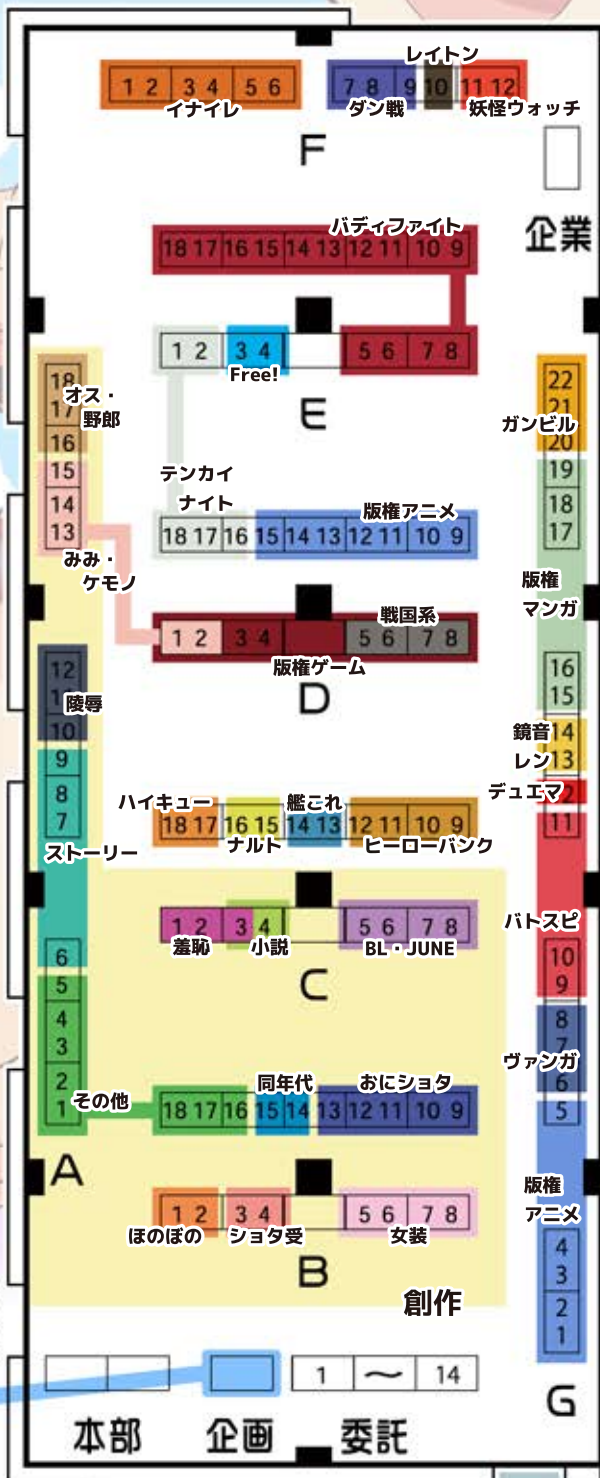 レイトン
1 2 3 4 5 6 7 8 9 10 11 12
イナイレ ダン戦 妖怪ウォッチ
F
企業
バディファイト
18 17 16 15 14 13 12 11 10 9
1 2 3 4 5 6 7 8
Free!
E
テンカイ
ナイト
版権アニメ
18 17 16 15 14 13 12 11 10 9
戦国系
1 2 3 4 5 6 7 8
版権ゲーム
D
ハイキュー 艦これ
18 17 16 15 14 13 12 11 10 9
ナルト ヒーローバンク
1 2 3 4 5 6 7 8
羞恥 小説 BL・JUNE
C
同年代 おにショタ
18 17 16 15 14 13 12 11 10 9
1 2 3 4 5 6 7 8
ほのぼの ショタ受 女装
B
創作
18
17
16
オス・
野郎
15
14
13
みみ・
ケモノ
12
11
10
陵辱
9
8
7
ストーリー
6
5
4
3
2
1
その他
A
22
21
20
ガンビル
19
18
17
版権
マンガ
16
15
14
13
鏡音
レン
デュエマ
12
11
バトスピ
10
9
8
7
6
ヴァンガ
5
版権
アニメ
4
3
2
1
G
1 ~ 14
本部 企画 委託